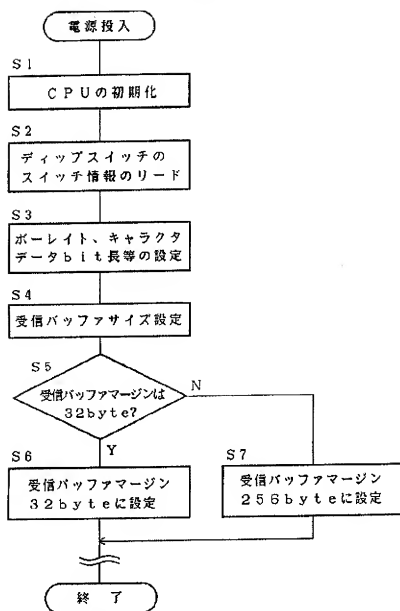 電源投入
S1
CPUの初期化
S2
ディップスイッチの
スイッチ情報のリード
S3
ボーレイト、キャラクタ
データbit長等の設定
S4
受信バッファサイズ設定
S5
受信バッファマージンは
32byte?
N
Y
S6
受信バッファマージン
32byteに設定
S7
受信バッファマージン
256byteに設定
終了